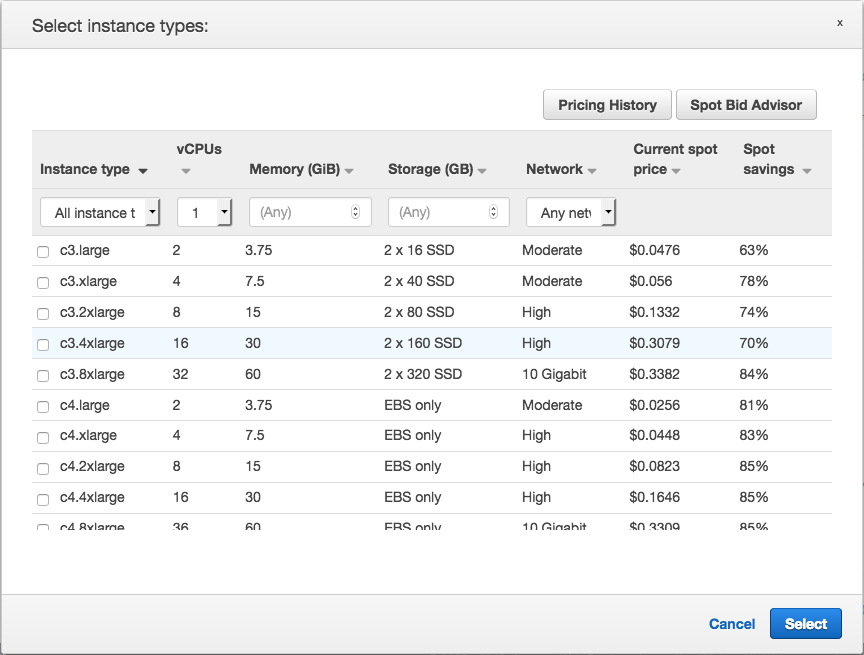 Select instance types:
x
Pricing History Spot Bid Advisor
Instance type vCPUs Memory (GiB) Storage (GB) Network Current spot price Spot savings
All instance t 1 (Any) (Any) Any netw
c3.large 2 3.75 2 x 16 SSD Moderate $0.0476 63%
c3.xlarge 4 7.5 2 x 40 SSD Moderate $0.056 78%
c3.2xlarge 8 15 2 x 80 SSD High $0.1332 74%
c3.4xlarge 16 30 2 x 160 SSD High $0.3079 70%
c3.8xlarge 32 60 2 x 320 SSD 10 Gigabit $0.3382 84%
c4.large 2 3.75 EBS only Moderate $0.0256 81%
c4.xlarge 4 7.5 EBS only High $0.0448 83%
c4.2xlarge 8 15 EBS only High $0.0823 85%
c4.4xlarge 16 30 EBS only High $0.1646 85%
c4.8xlarge 36 60 EBS only 10 Gigabit $0.3309 85%
Cancel Select